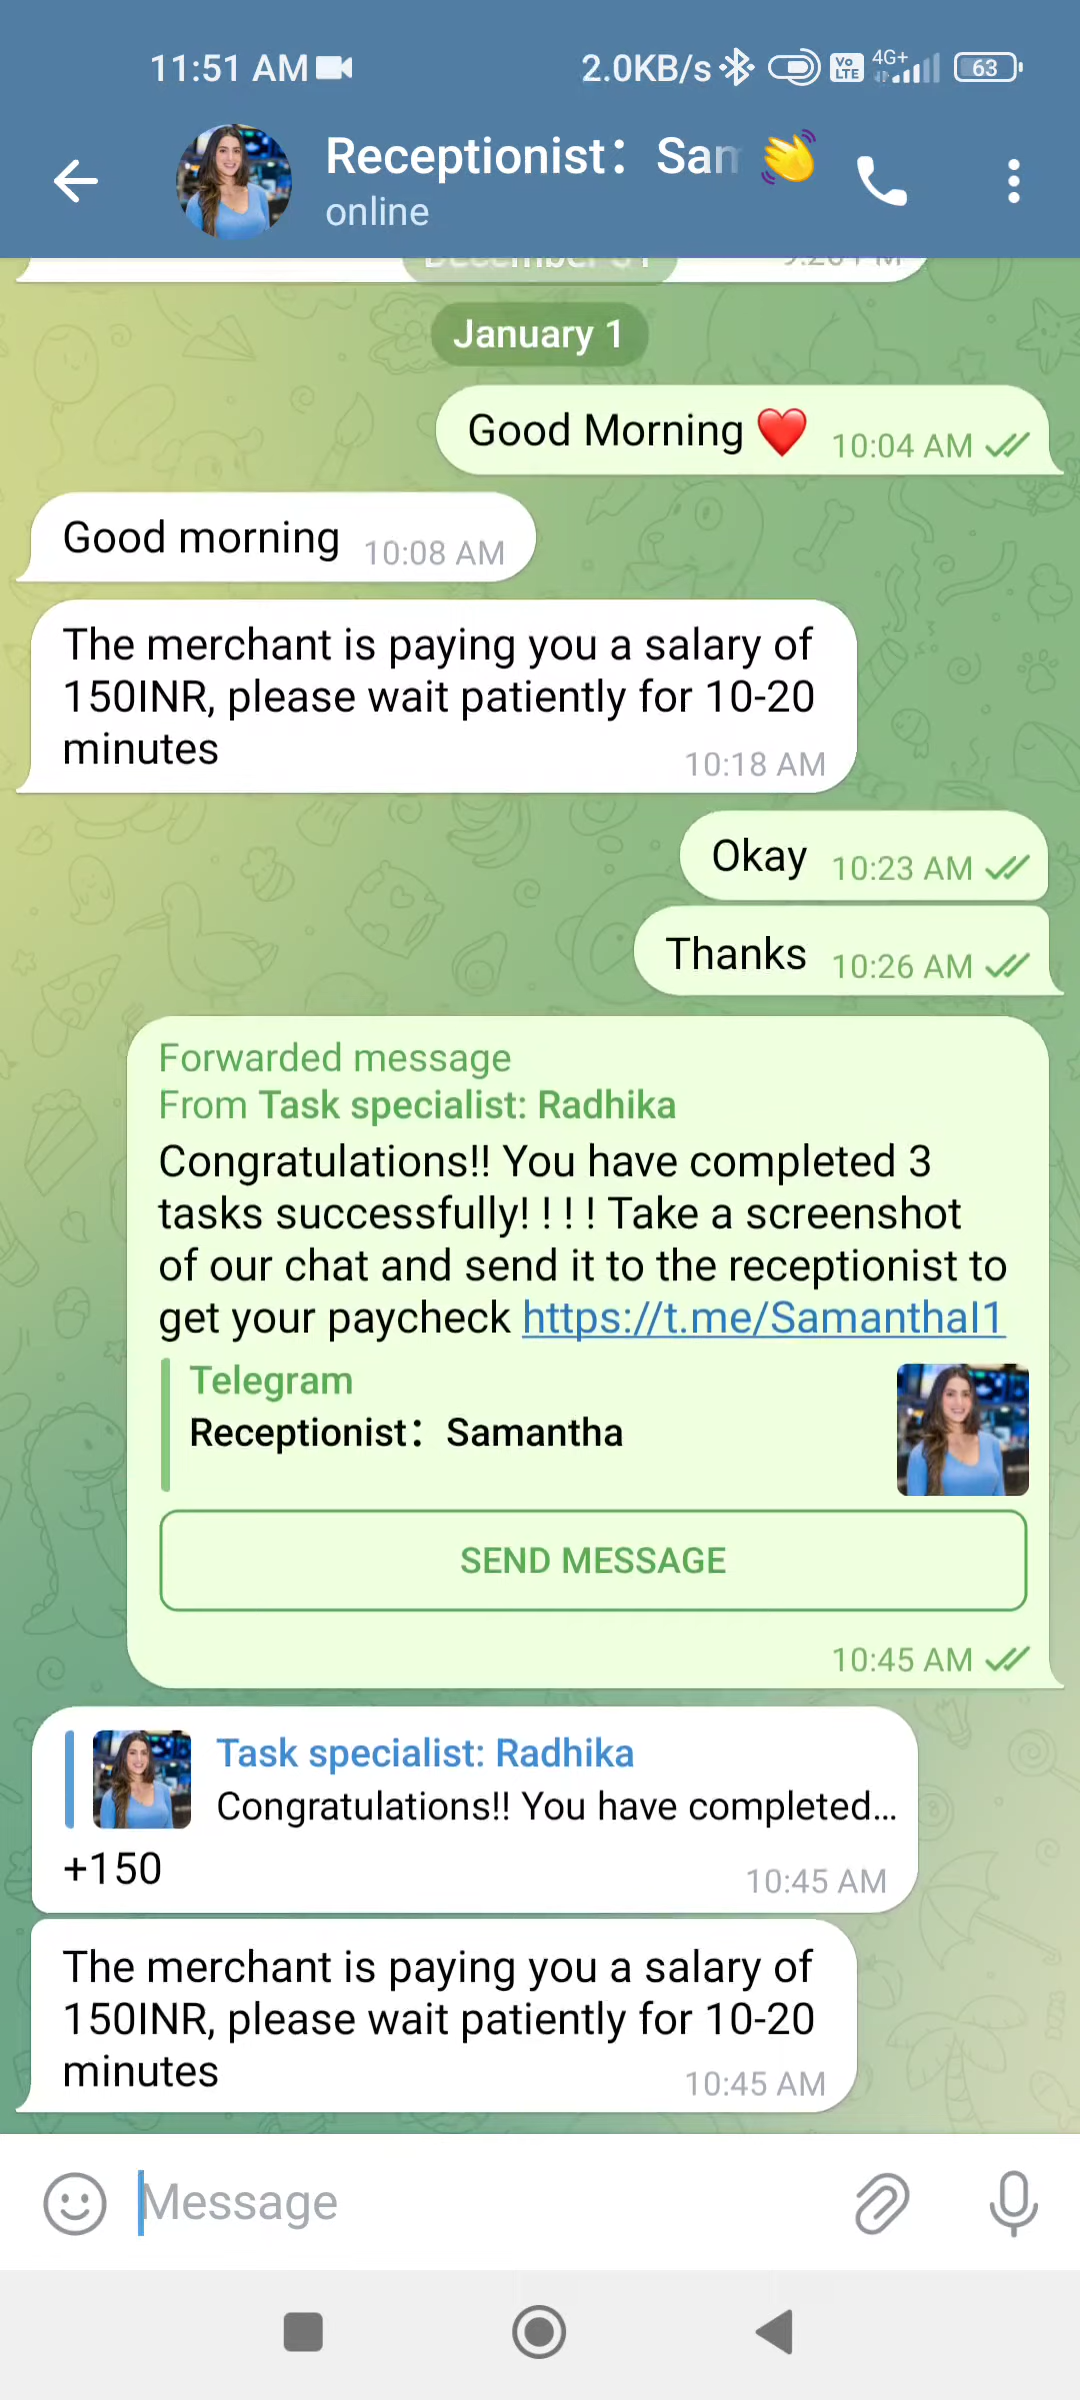 11:51 AM
2.0KB/s
Vo LTE
4G+
63
Receptionist：
online
January 1
Good Morning ❤️ 10:04 AM
Good morning 10:08 AM
The merchant is paying you a salary of
150INR, please wait patiently for 10-20
minutes
10:18 AM
Okay 10:23 AM
Thanks 10:26 AM
Forwarded message
From Task specialist: Radhika
Congratulations!! You have completed 3
tasks successfully! ! ! ! Take a screenshot
of our chat and send it to the receptionist to
get your paycheck https://t.me/SamanthaI1
Telegram
Receptionist：Samantha
SEND MESSAGE
10:45 AM
Task specialist: Radhika
Congratulations!! You have completed...
+150
10:45 AM
The merchant is paying you a salary of
150INR, please wait patiently for 10-20
minutes
10:45 AM
Message